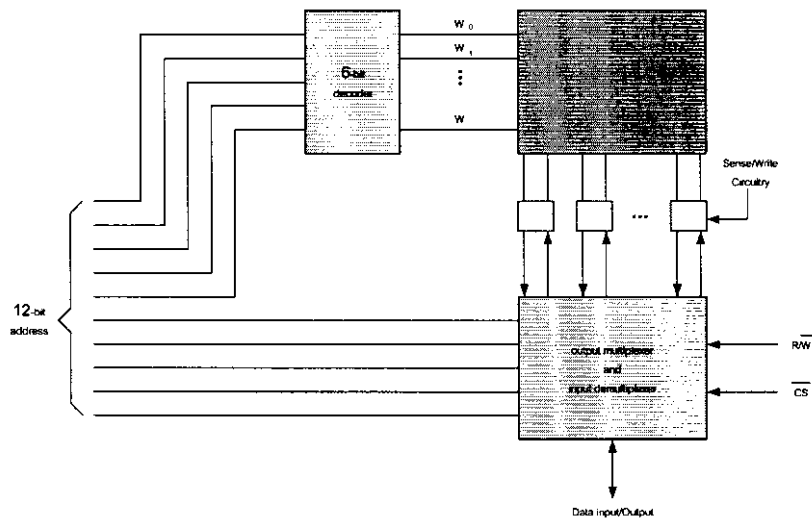 W 0
W 1
6-bit
decoder
W
Sense/Write
Circuitry
...
12-bit
address
output multiplexer
and
input demultiplexer
R/W
CS
Data input/Output